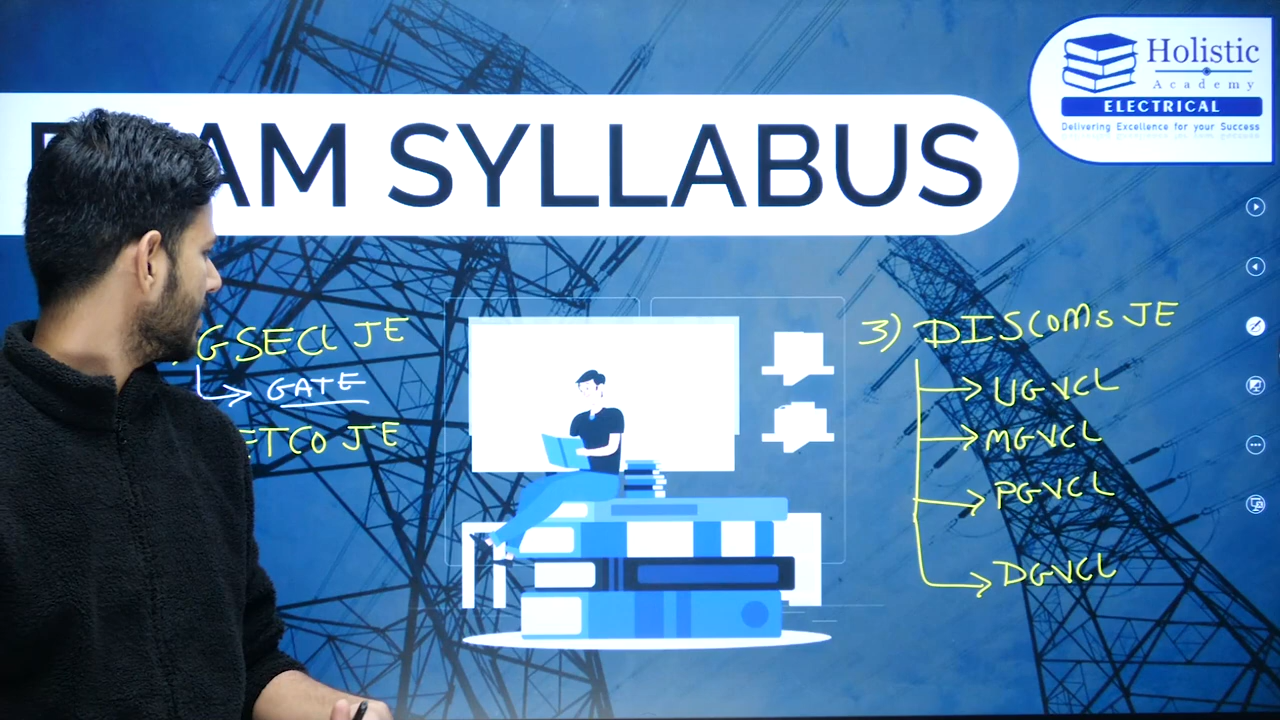 Holistic
Academy
ELECTRICAL
Delivering Excellence for your Success
AM SYLLABUS
GSECL JE
GATE
ETCO JE
3) DISCOMs JE
UGVCL
MGVCL
PGVCL
DGVCL